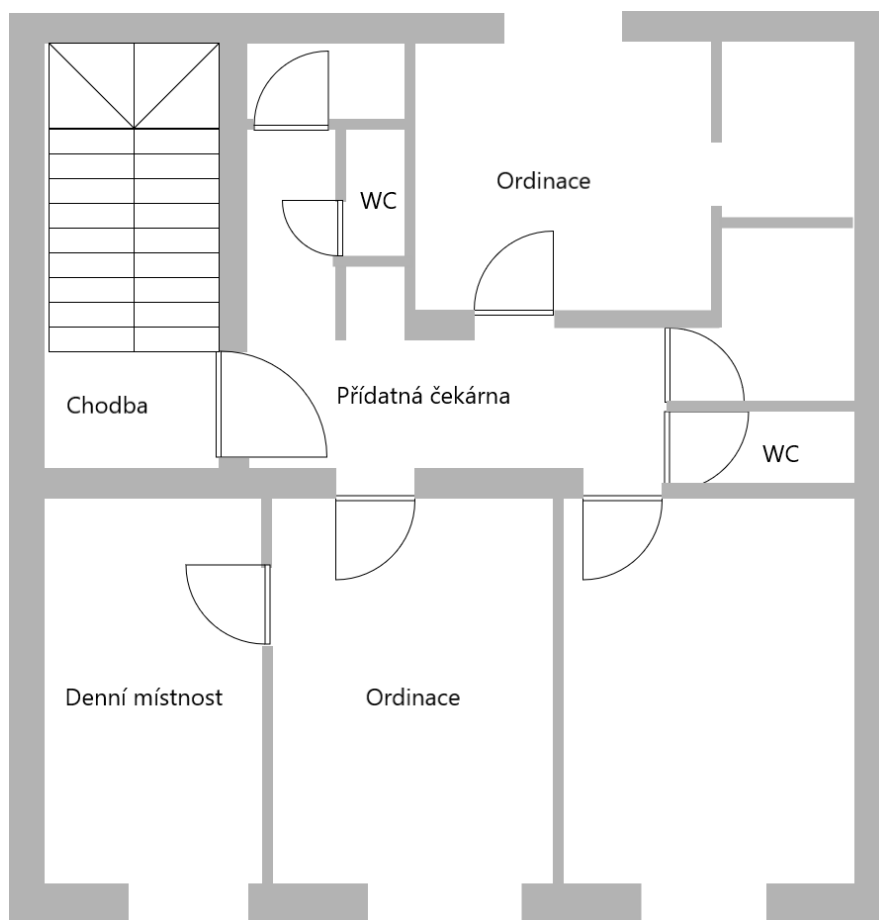 WC
Ordinace
Chodba
Přídatná čekárna
WC
Denní místnost
Ordinace